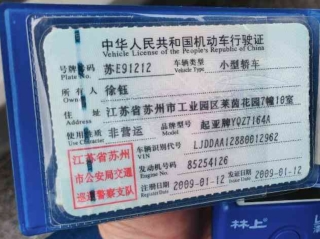 中华人民共和国机动车行驶证
Vehicle License of the People's Republic of China
号牌号码 苏E91212 车辆类型 小型轿车
Plate No. Vehicle Type
所有人 徐钰
Owner
住址 江苏省苏州市工业园区莱茵花园7幢10室
Add
使用性质 非营运 品牌型号 起亚牌YQZ7164A
Use Character Model
车辆识别代号 LJDDAA12880012962
VIN
发动机号码 85254126
Engine No.
注册日期 2009-01-12 发证日期 2009-01-12
江苏省苏州
市公安局交通
巡逻警察支队
林上